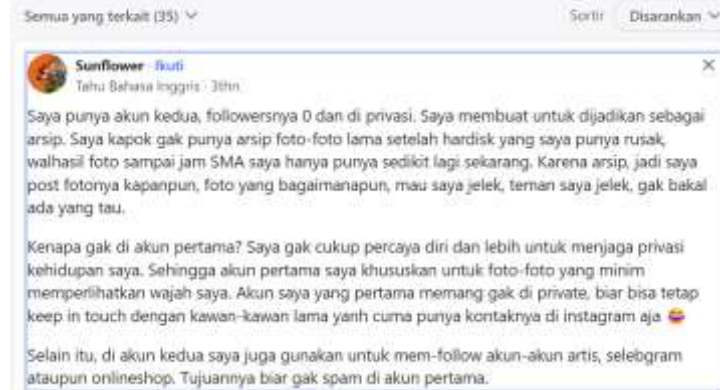 Semua yang terkait (35)
Sortir Disarankan
Sunflower · Ikuti
Tahu Bahasa Inggris · 3thn
Saya punya akun kedua, followersnya 0 dan di privasi. Saya membuat untuk dijadikan sebagai
arsip. Saya kapok gak punya arsip foto-foto lama setelah hardisk yang saya punya rusak,
walhasil foto sampai jam SMA saya hanya punya sedikit lagi sekarang. Karena arsip, jadi saya
post fotonya kapanpun, foto yang bagaimanapun, mau saya jelek, teman saya jelek, gak bakal
ada yang tau.
Kenapa gak di akun pertama? Saya gak cukup percaya diri dan lebih untuk menjaga privasi
kehidupan saya. Sehingga akun pertama saya khususkan untuk foto-foto yang minim
memperlihatkan wajah saya. Akun saya yang pertama memang gak di private, biar bisa tetap
keep in touch dengan kawan-kawan lama yanh cuma punya kontaknya di instagram aja 😂
Selain itu, di akun kedua saya juga gunakan untuk mem-follow akun-akun artis, selebgram
ataupun onlineshop. Tujuannya biar gak spam di akun pertama.